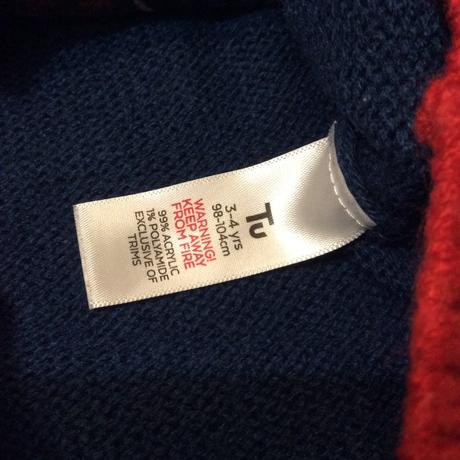 Tu
3-4 yrs
98-104cm
WARNING!
KEEP AWAY
FROM FIRE
99% ACRYLIC
1% POLYAMIDE
EXCLUSIVE OF
TRIMS